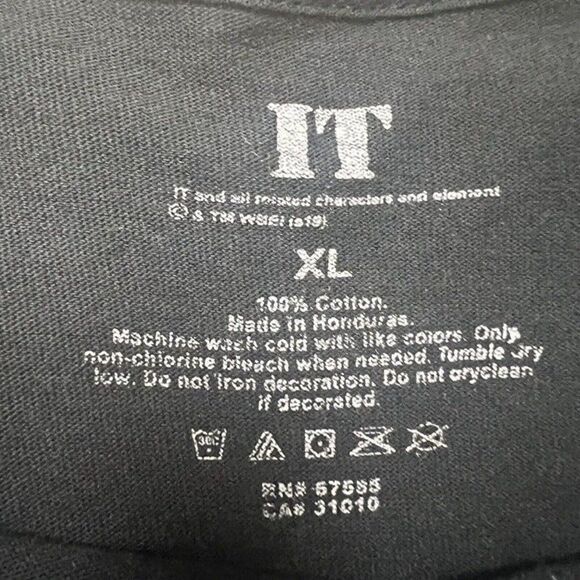 IT
IT and all related characters and element
© & TM WBEI (s19)
XL
100% Cotton.
Made in Honduras.
Machine wash cold with like colors. Only
non-chlorine bleach when needed. Tumble dry
low. Do not iron decoration. Do not dryclean
if decorated.
30C
RN# 67585
CA# 31010